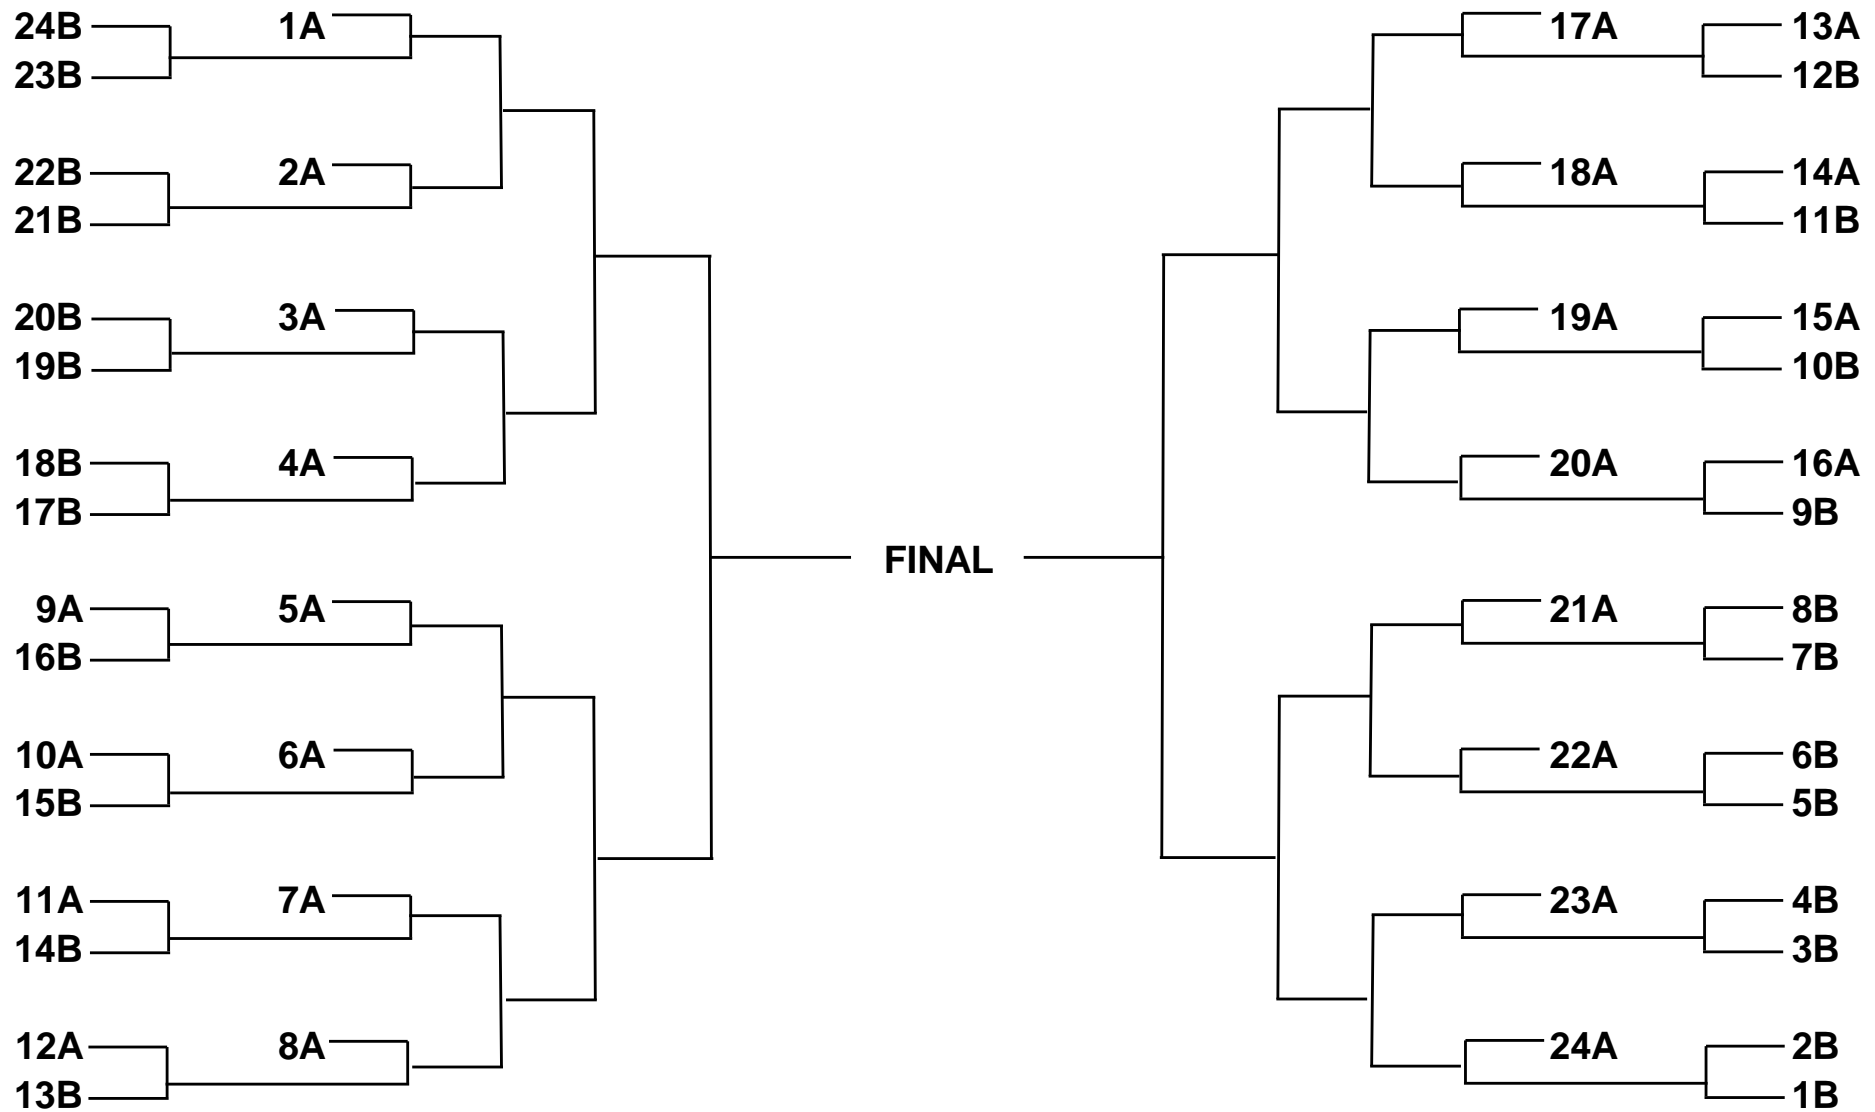 24B 1A 17A 13A
23B 12B
22B 2A 18A 14A
21B 11B
20B 3A 19A 15A
19B 10B
18B 4A 20A 16A
17B 9B
FINAL
9A 5A 21A 8B
16B 7B
10A 6A 22A 6B
15B 5B
11A 7A 23A 4B
14B 3B
12A 8A 24A 2B
13B 1B